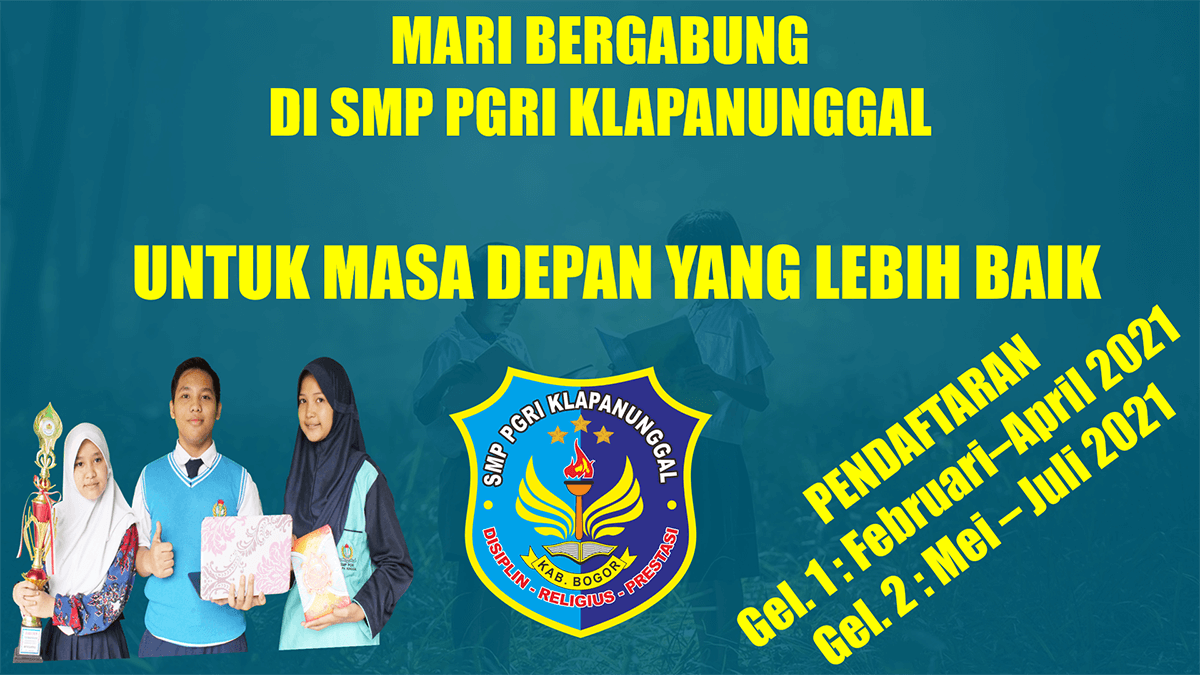 MARI BERGABUNG
DI SMP PGRI KLAPANUNGGAL
UNTUK MASA DEPAN YANG LEBIH BAIK
PENDAFTARAN
Gel. 1 : Februari–April 2021
Gel. 2 : Mei – Juli 2021
SMP PGRI KLAPANUNGGAL
KAB. BOGOR
DISIPLIN - RELIGIUS - PRESTASI